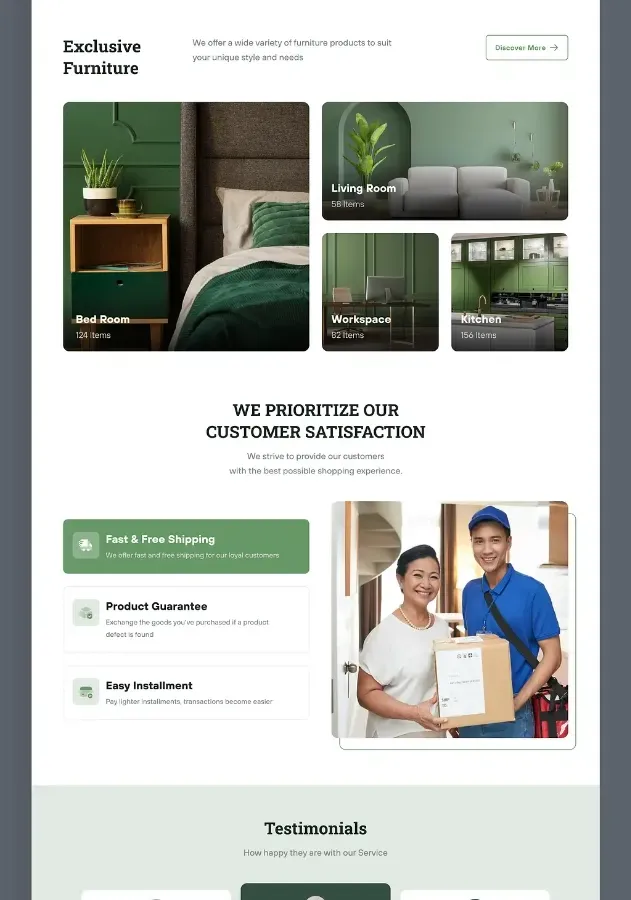 Exclusive
Furniture
We offer a wide variety of furniture products to suit
your unique style and needs
Discover More
Living Room
58 Items
Bed Room
124 Items
Workspace
82 Items
Kitchen
156 Items
WE PRIORITIZE OUR
CUSTOMER SATISFACTION
We strive to provide our customers
with the best possible shopping experience.
Fast & Free Shipping
We offer fast and free shipping for our loyal customers
Product Guarantee
Exchange the goods you've purchased if a product
defect is found
Easy Installment
Pay lighter installments, transactions become easier
Testimonials
How happy they are with our Service